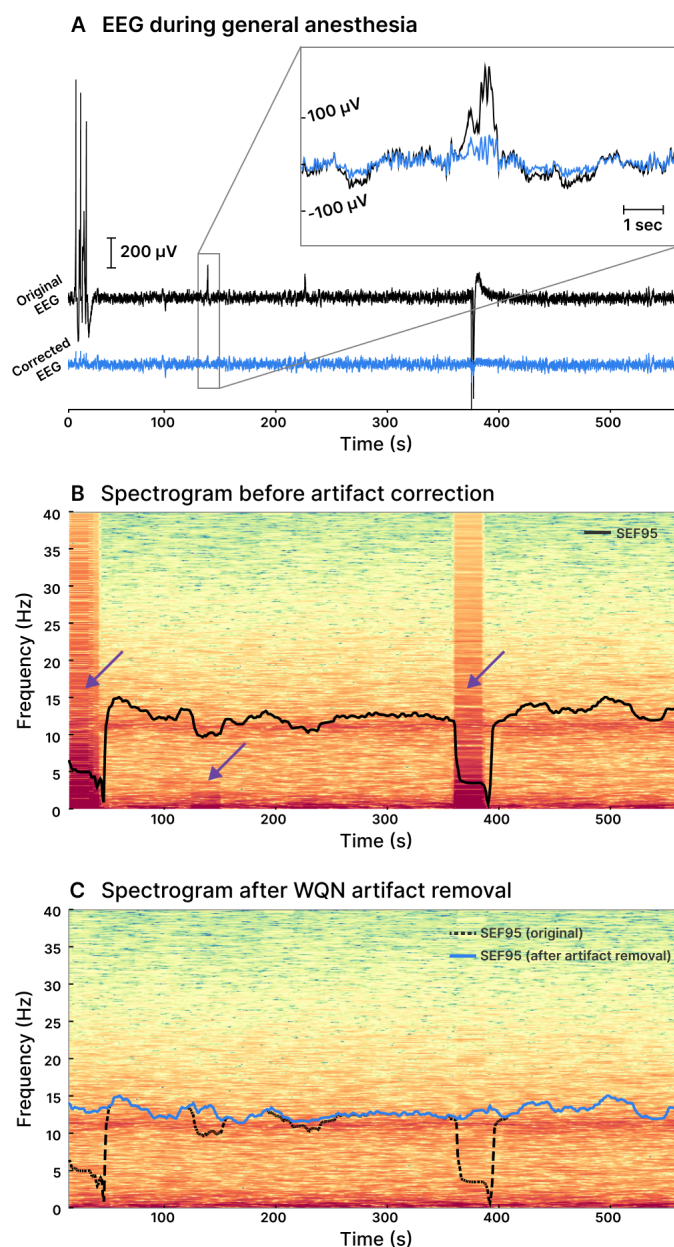 A EEG during general anesthesia
100 µV
-100 µV
1 sec
200 µV
Original
EEG
Corrected
EEG
0 100 200 300 400 500
Time (s)
B Spectrogram before artifact correction
40
35
30
25
20
15
10
5
0
SEF95
Frequency (Hz)
100 200 300 400 500
Time (s)
C Spectrogram after WQN artifact removal
40
35
30
25
20
15
10
5
0
SEF95 (original)
SEF95 (after artifact removal)
Frequency (Hz)
100 200 300 400 500
Time (s)